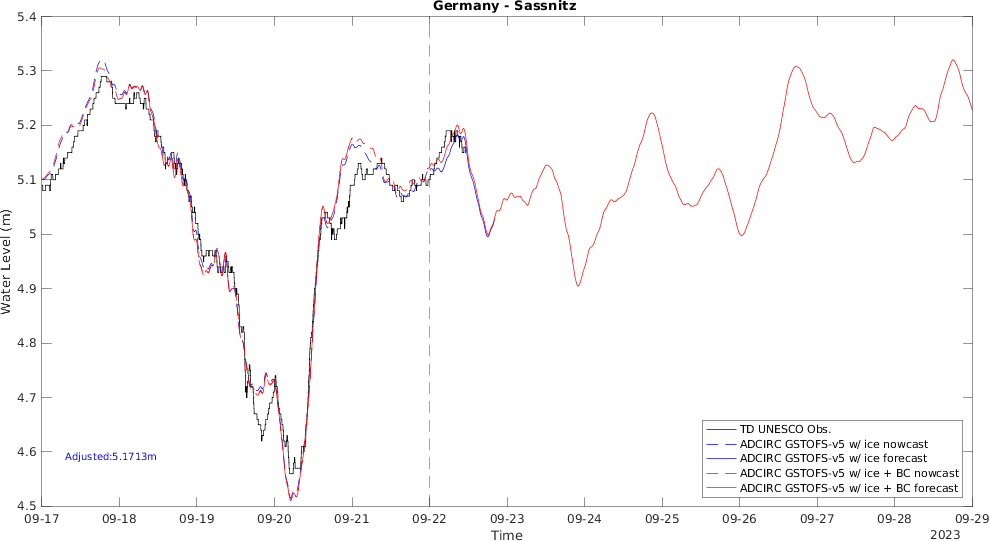 Germany - Sassnitz
Water Level (m)
5.4
5.3
5.2
5.1
5
4.9
4.8
4.7
4.6
4.5
Adjusted:5.1713m
TD UNESCO Obs.
ADCIRC GSTOFS-v5 w/ ice nowcast
ADCIRC GSTOFS-v5 w/ ice forecast
ADCIRC GSTOFS-v5 w/ ice + BC nowcast
ADCIRC GSTOFS-v5 w/ ice + BC forecast
09-17 09-18 09-19 09-20 09-21 09-22 09-23 09-24 09-25 09-26 09-27 09-28 09-29
Time
2023